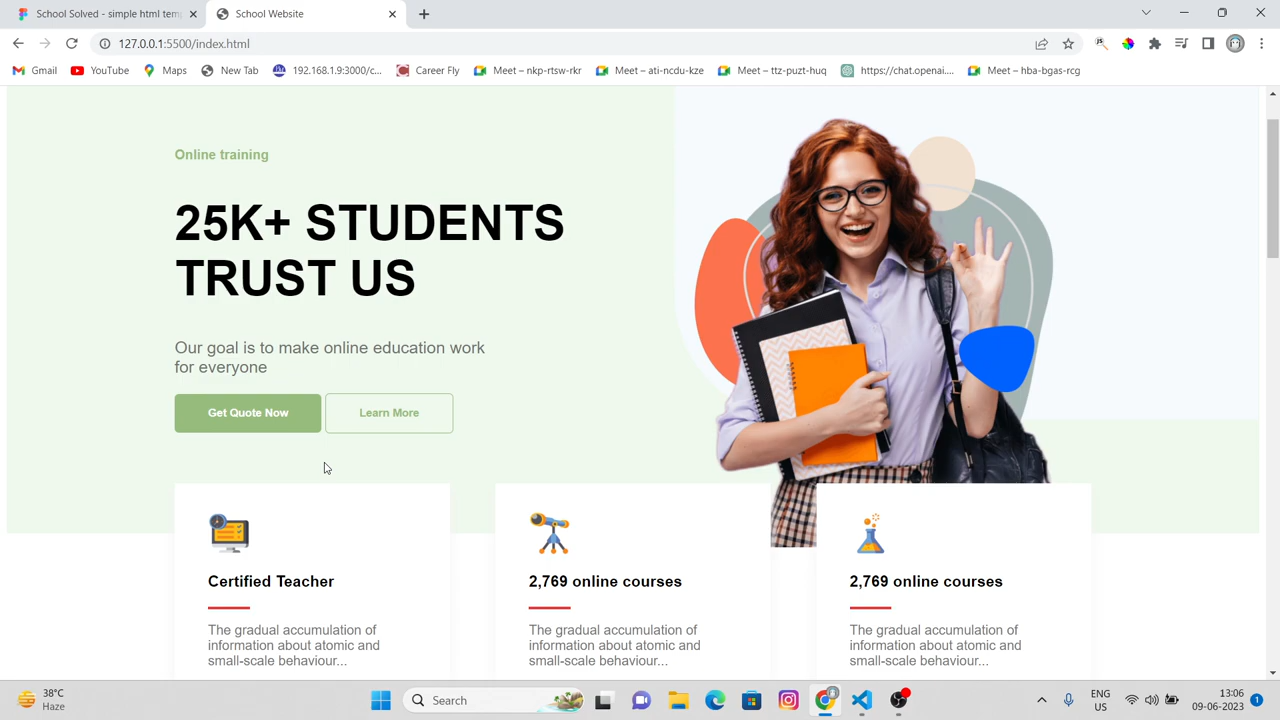 School Solved - simple html tem
School Website
127.0.0.1:5500/index.html
Gmail
YouTube
Maps
New Tab
192.168.1.9:3000/c...
Career Fly
Meet – nkp-rtsw-rkr
Meet – ati-ncdu-kze
Meet – ttz-puzt-huq
https://chat.openai....
Meet – hba-bgas-rcg
Online training
25K+ STUDENTS
TRUST US
Our goal is to make online education work
for everyone
Get Quote Now
Learn More
Certified Teacher
The gradual accumulation of
information about atomic and
small-scale behaviour...
2,769 online courses
The gradual accumulation of
information about atomic and
small-scale behaviour...
2,769 online courses
The gradual accumulation of
information about atomic and
small-scale behaviour...
38°C
Haze
Search
ENG
US
13:06
09-06-2023
1